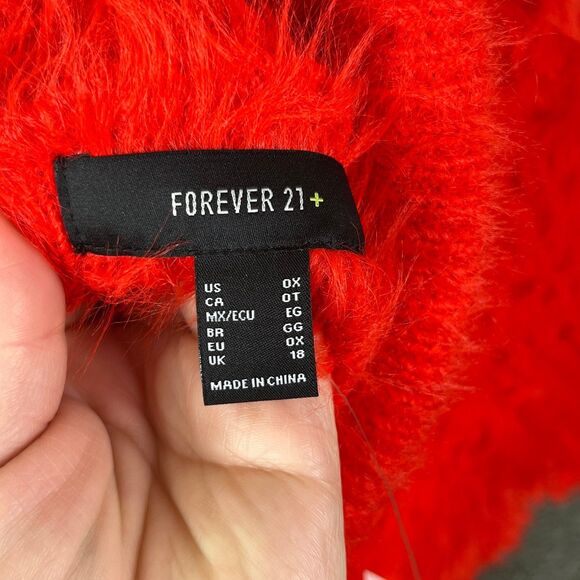 FOREVER 21+
US 0X
CA 0T
MX/ECU EG
BR GG
EU 0X
UK 18
MADE IN CHINA